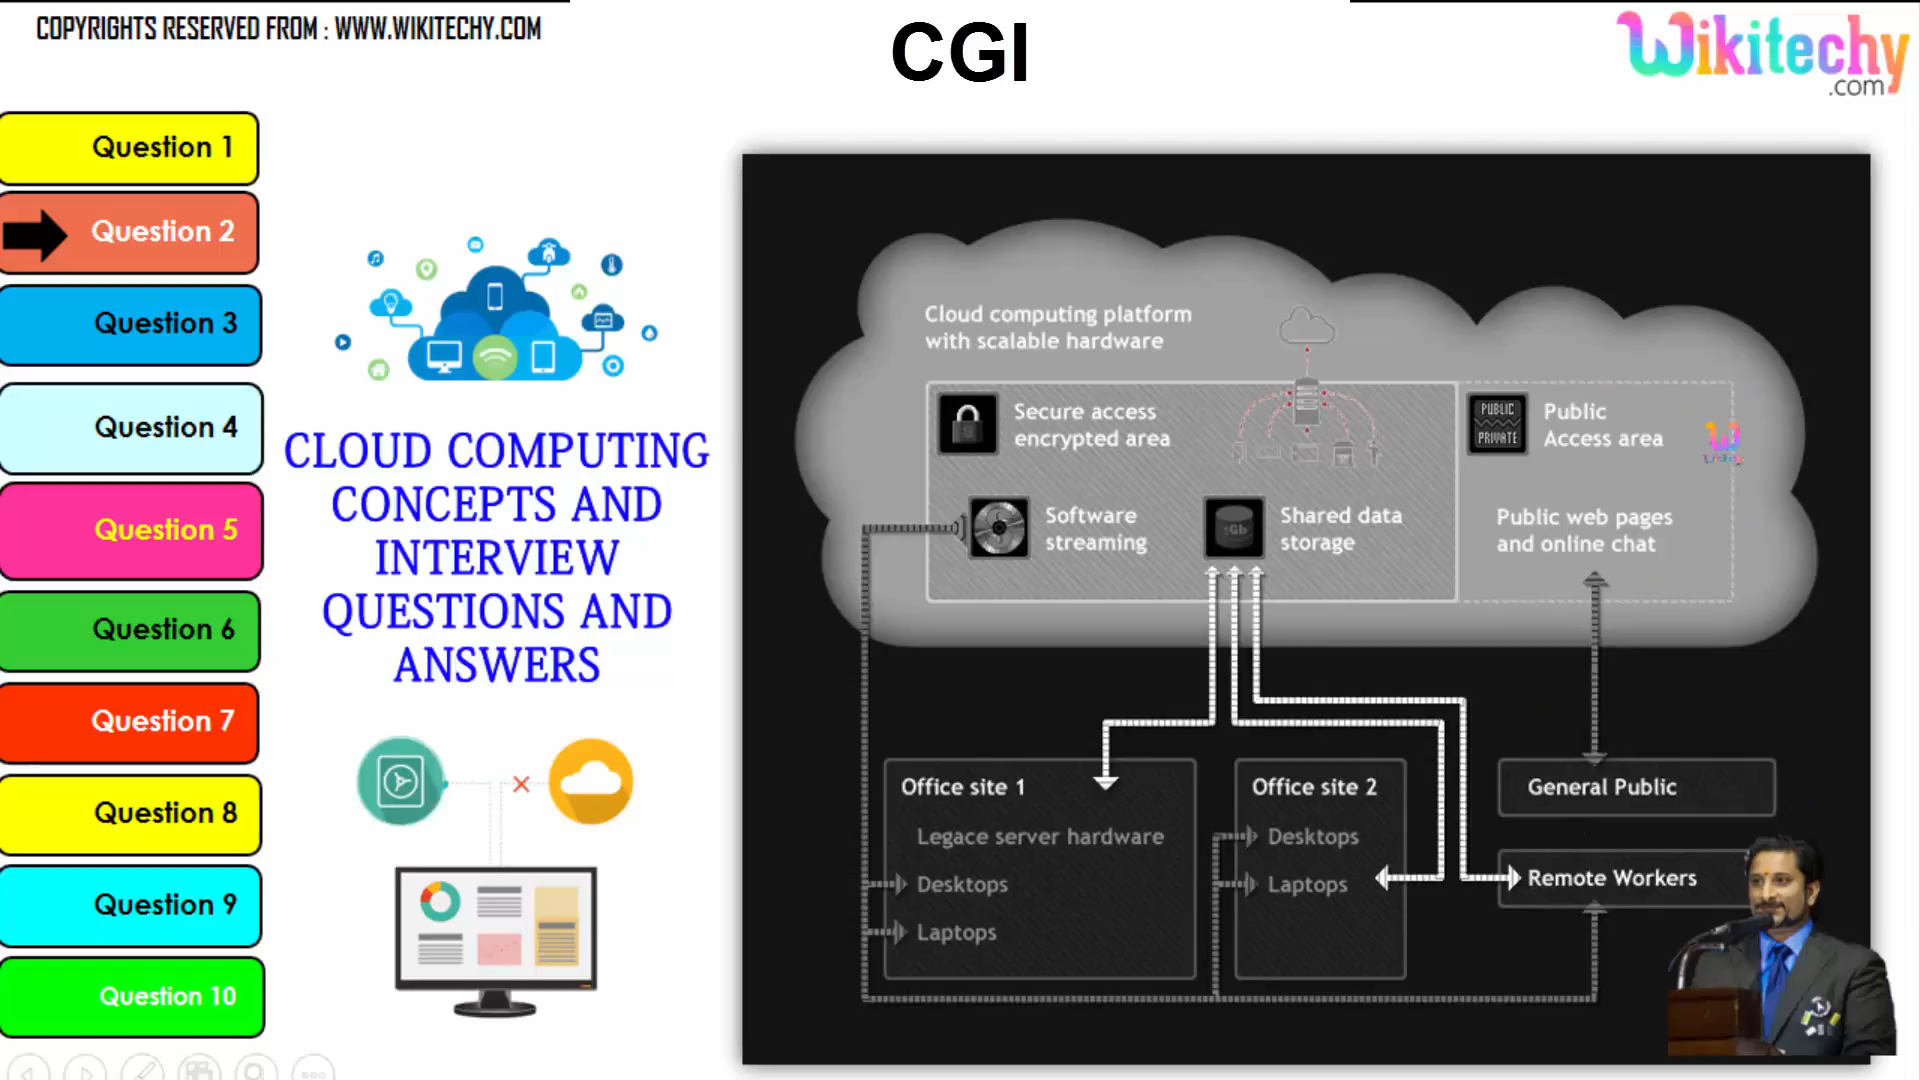 COPYRIGHTS RESERVED FROM : WWW.WIKITECHY.COM
CGI
Wikitechy
.com
Question 1
Question 2
Question 3
Question 4
Question 5
Question 6
Question 7
Question 8
Question 9
Question 10
CLOUD COMPUTING
CONCEPTS AND
INTERVIEW
QUESTIONS AND
ANSWERS
Cloud computing platform
with scalable hardware
Secure access
encrypted area
PUBLIC
PRIVATE
Public
Access area
Software
streaming
Gb
Shared data
storage
Public web pages
and online chat
Office site 1
Legace server hardware
Desktops
Laptops
Office site 2
Desktops
Laptops
General Public
Remote Workers